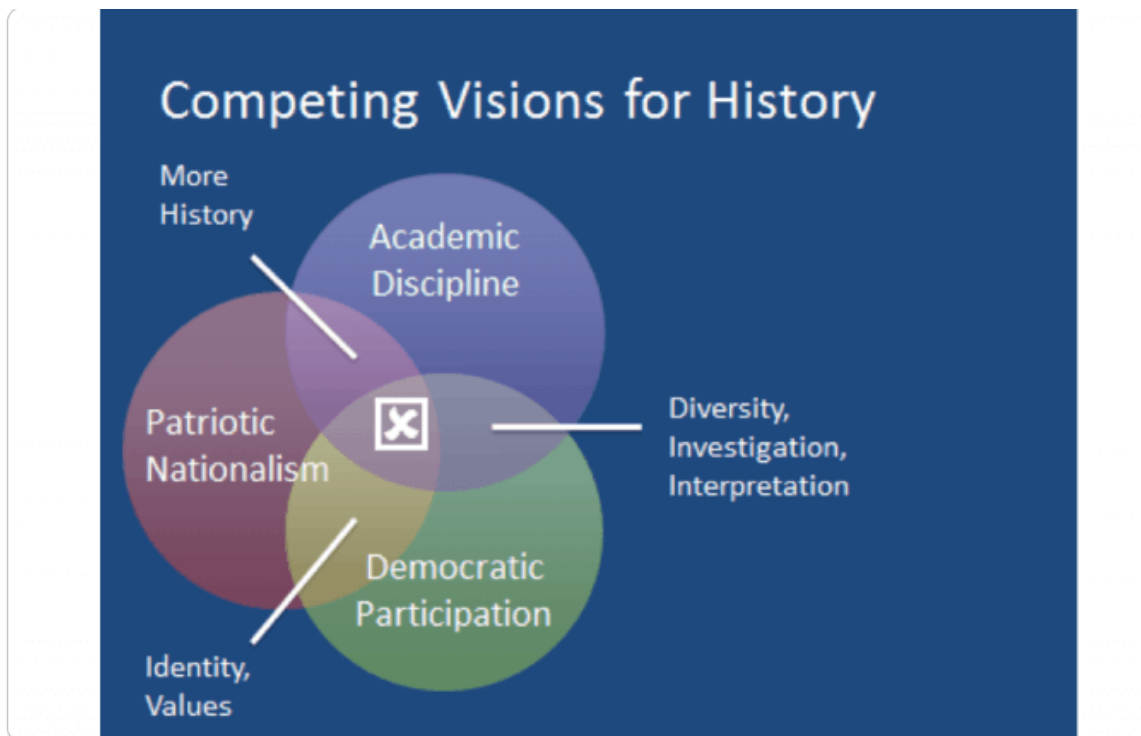 Competing Visions for History
More
History
Academic
Discipline
Patriotic
Nationalism
Diversity,
Investigation,
Interpretation
Democratic
Participation
Identity,
Values